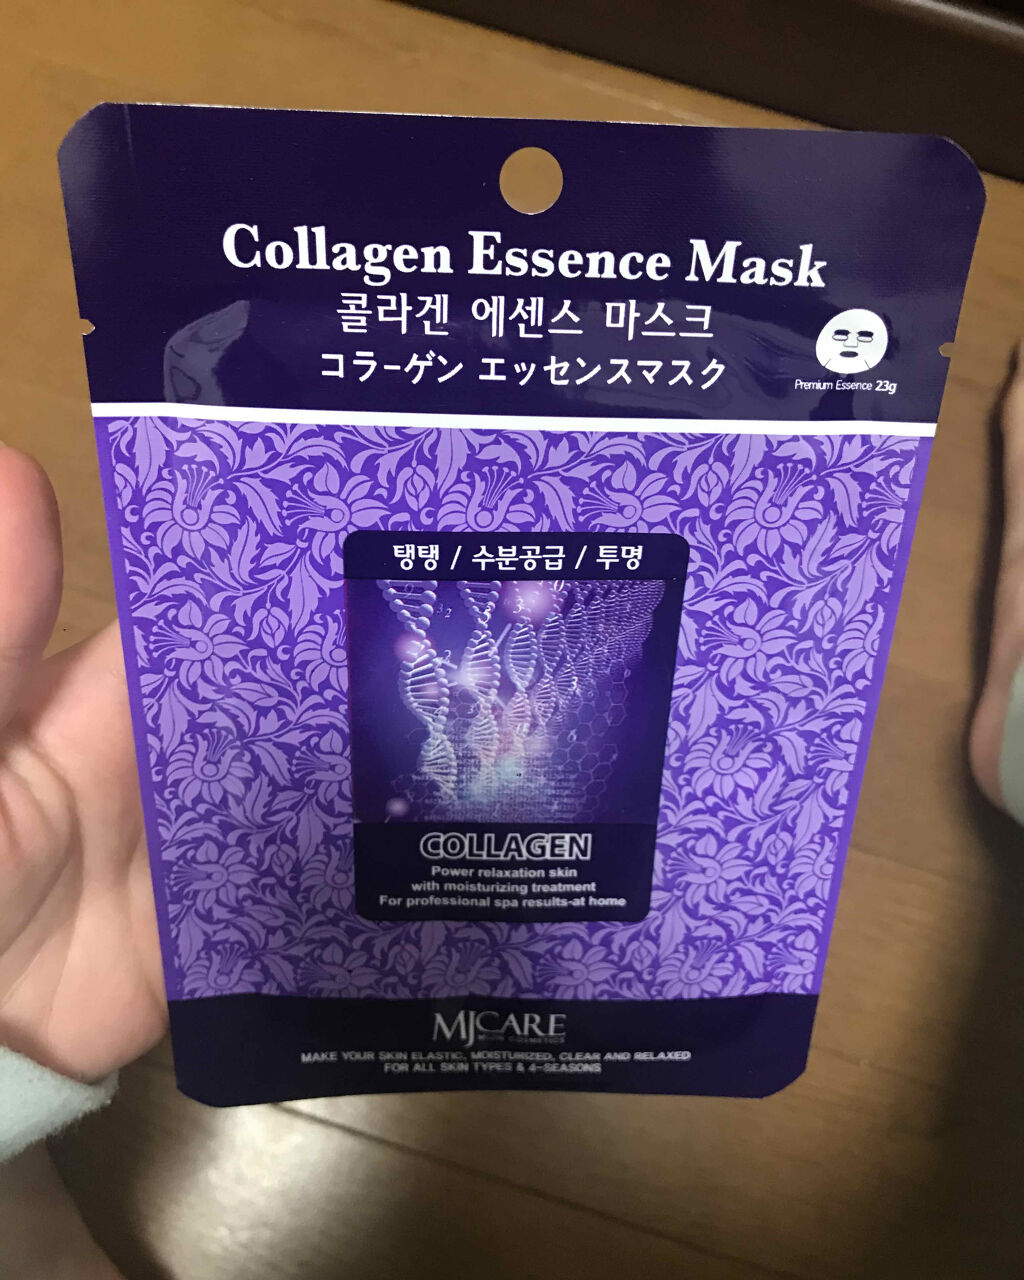 Collagen Essence Mask
콜라겐 에센스 마스크
コラーゲン エッセンスマスク
Premium Essence 23g
탱탱 / 수분공급 / 투명
COLLAGEN
Power relaxation skin
with moisturizing treatment
For professional spa results-at home
MJCARE
MIJIN COSMETICS
MAKE YOUR SKIN ELASTIC, MOISTURIZED, CLEAR AND RELAXED
FOR ALL SKIN TYPES & 4-SEASONS